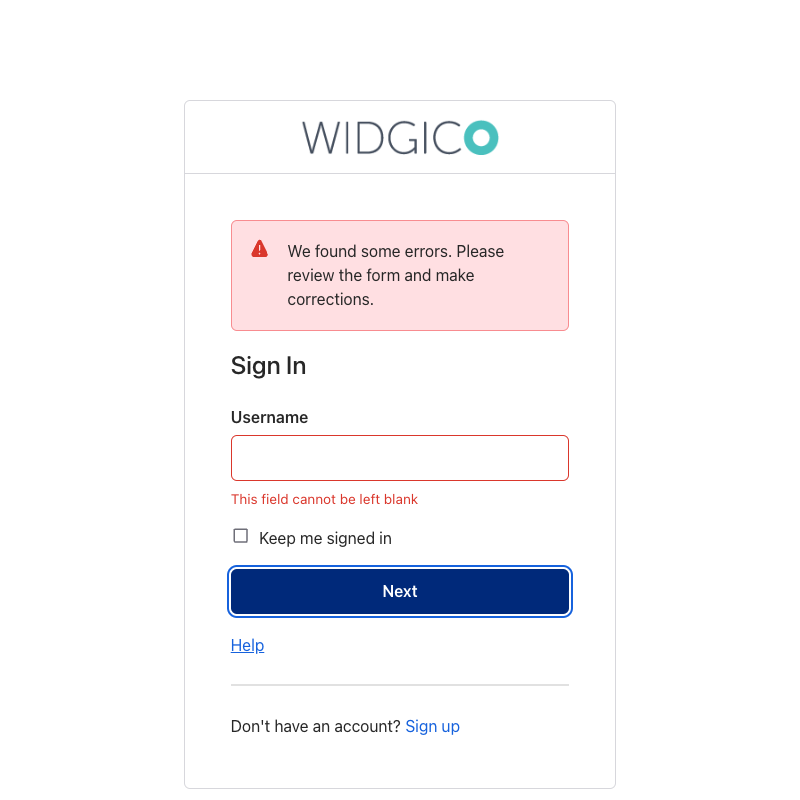 WIDGICO
We found some errors. Please
review the form and make
corrections.
Sign In
Username
This field cannot be left blank
Keep me signed in
Next
Help
Don't have an account? Sign up